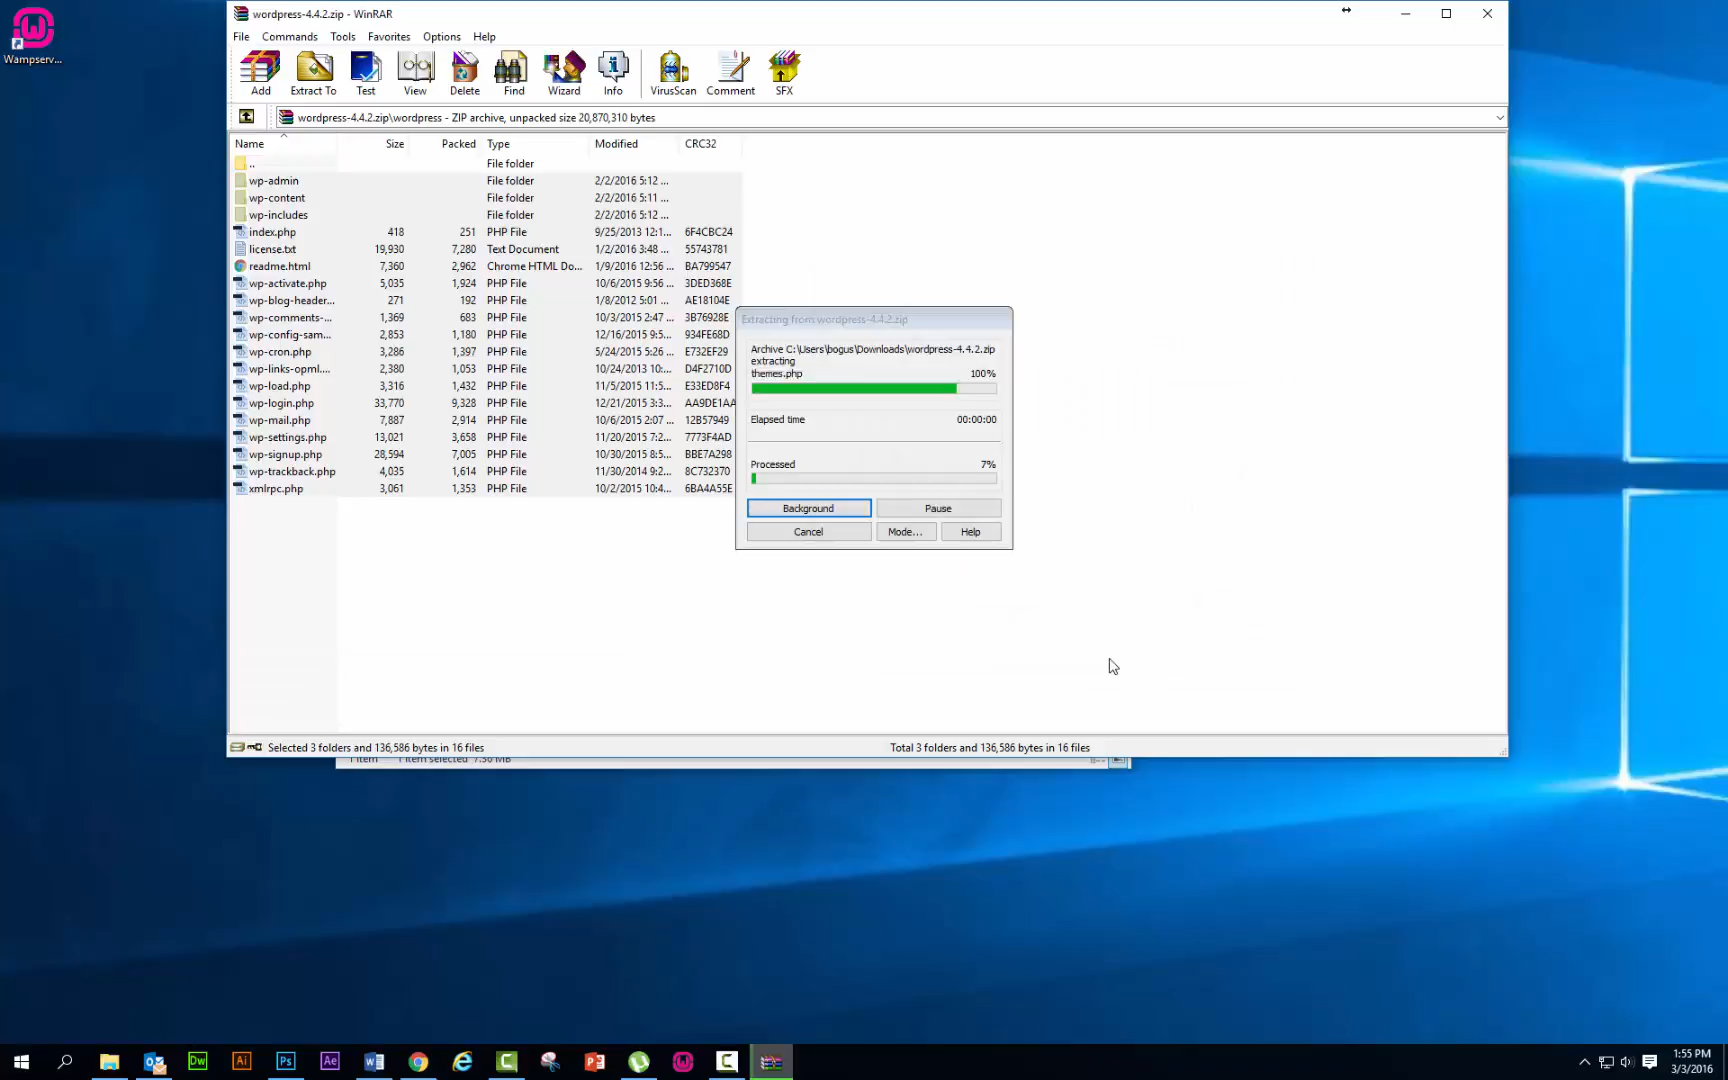 wordpress-4.4.2.zip - WinRAR
Wampserv...
File Commands Tools Favorites Options Help
Add Extract To Test View Delete Find Wizard Info VirusScan Comment SFX
wordpress-4.4.2.zip\wordpress - ZIP archive, unpacked size 20,870,310 bytes
Name Size Packed Type Modified CRC32
.. File folder
wp-admin File folder 2/2/2016 5:12 ...
wp-content File folder 2/2/2016 5:11 ...
wp-includes File folder 2/2/2016 5:12 ...
index.php 418 251 PHP File 9/25/2013 12:1... 6F4CBC24
license.txt 19,930 7,280 Text Document 1/2/2016 3:48 ... 55743781
readme.html 7,360 2,962 Chrome HTML Do... 1/9/2016 12:56 ... BA799547
wp-activate.php 5,035 1,924 PHP File 10/6/2015 9:56 ... 3DED368E
wp-blog-header... 271 192 PHP File 1/8/2012 5:01 ... AE18104E
wp-comments-... 1,369 683 PHP File 10/3/2015 2:47 ... 3B76928E
wp-config-sam... 2,853 1,180 PHP File 12/16/2015 9:5... 934FE68D
wp-cron.php 3,286 1,397 PHP File 5/24/2015 5:26 ... E732EF29
wp-links-opml.... 2,380 1,053 PHP File 10/24/2013 10:... D4F2710D
wp-load.php 3,316 1,432 PHP File 11/5/2015 11:5... E33ED8F4
wp-login.php 33,770 9,328 PHP File 12/21/2015 3:3... AA9DE1AA
wp-mail.php 7,887 2,914 PHP File 10/6/2015 2:07 ... 12B57949
wp-settings.php 13,021 3,658 PHP File 11/20/2015 7:2... 7773F4AD
wp-signup.php 28,594 7,005 PHP File 10/30/2015 8:5... BBE7A298
wp-trackback.php 4,035 1,614 PHP File 11/30/2014 9:2... 8C732370
xmlrpc.php 3,061 1,353 PHP File 10/2/2015 10:4... 6BA4A55E
Extracting from wordpress-4.4.2.zip
Archive C:\Users\bogus\Downloads\wordpress-4.4.2.zip
extracting
themes.php 100%
Elapsed time 00:00:00
Processed 7%
Background Pause
Cancel Mode... Help
Selected 3 folders and 136,586 bytes in 16 files Total 3 folders and 136,586 bytes in 16 files
1 item 1 item selected 7.50 MB
Dw Ai Ps Ae
1:55 PM
3/3/2016